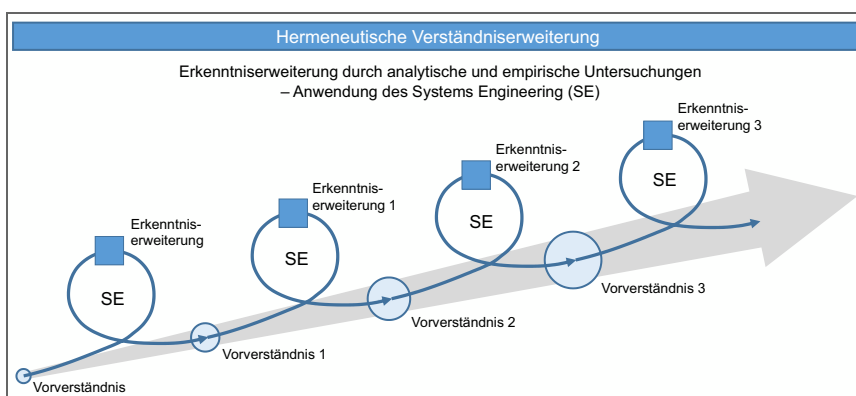 Hermeneutische Verständniserweiterung
Erkenntniserweiterung durch analytische und empirische Untersuchungen
– Anwendung des Systems Engineering (SE)
Erkenntnis-
erweiterung 3
Erkenntnis-
erweiterung 2
Erkenntnis-
erweiterung 1
Erkenntnis-
erweiterung
SE
SE
SE
SE
Vorverständnis 3
Vorverständnis 2
Vorverständnis 1
Vorverständnis